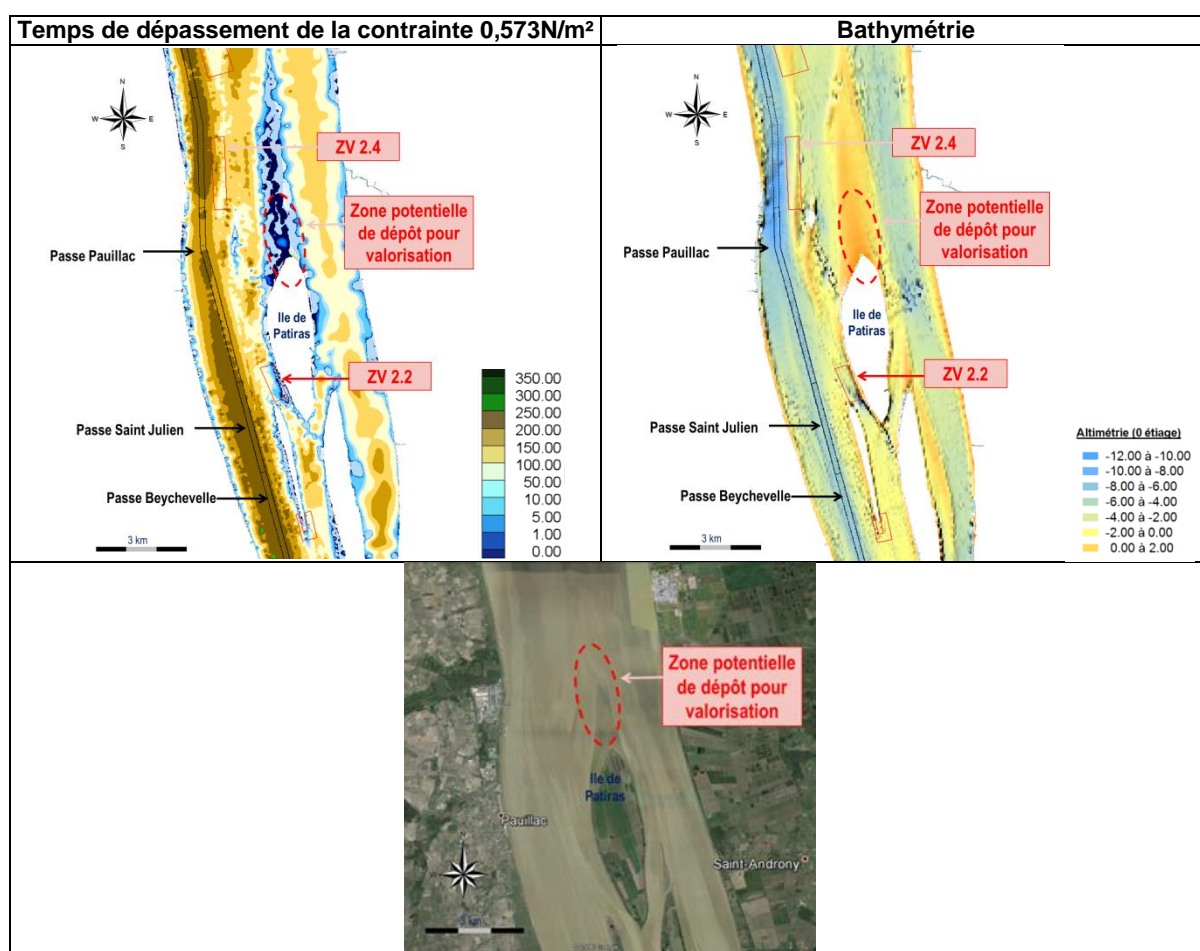 Temps de dépassement de la contrainte 0,573N/m²
Bathymétrie
N
W
E
S
ZV 2.4
Zone potentielle
de dépôt pour
valorisation
Passe Pauillac
Ile de
Patiras
ZV 2.2
Passe Saint Julien
Passe Beychevelle
3 km
350.00
300.00
250.00
200.00
150.00
100.00
50.00
10.00
5.00
1.00
0.00
N
W
E
S
ZV 2.4
Zone potentielle
de dépôt pour
valorisation
Passe Pauillac
Ile de
Patiras
ZV 2.2
Passe Saint Julien
Passe Beychevelle
3 km
Altimétrie (0 étiage)
-12.00 à -10.00
-10.00 à -8.00
-8.00 à -6.00
-6.00 à -4.00
-4.00 à -2.00
-2.00 à 0.00
0.00 à 2.00
Zone potentielle
de dépôt pour
valorisation
Ile de
Patiras
Pauillac
Saint-Androny
N
W
E
S
3 km